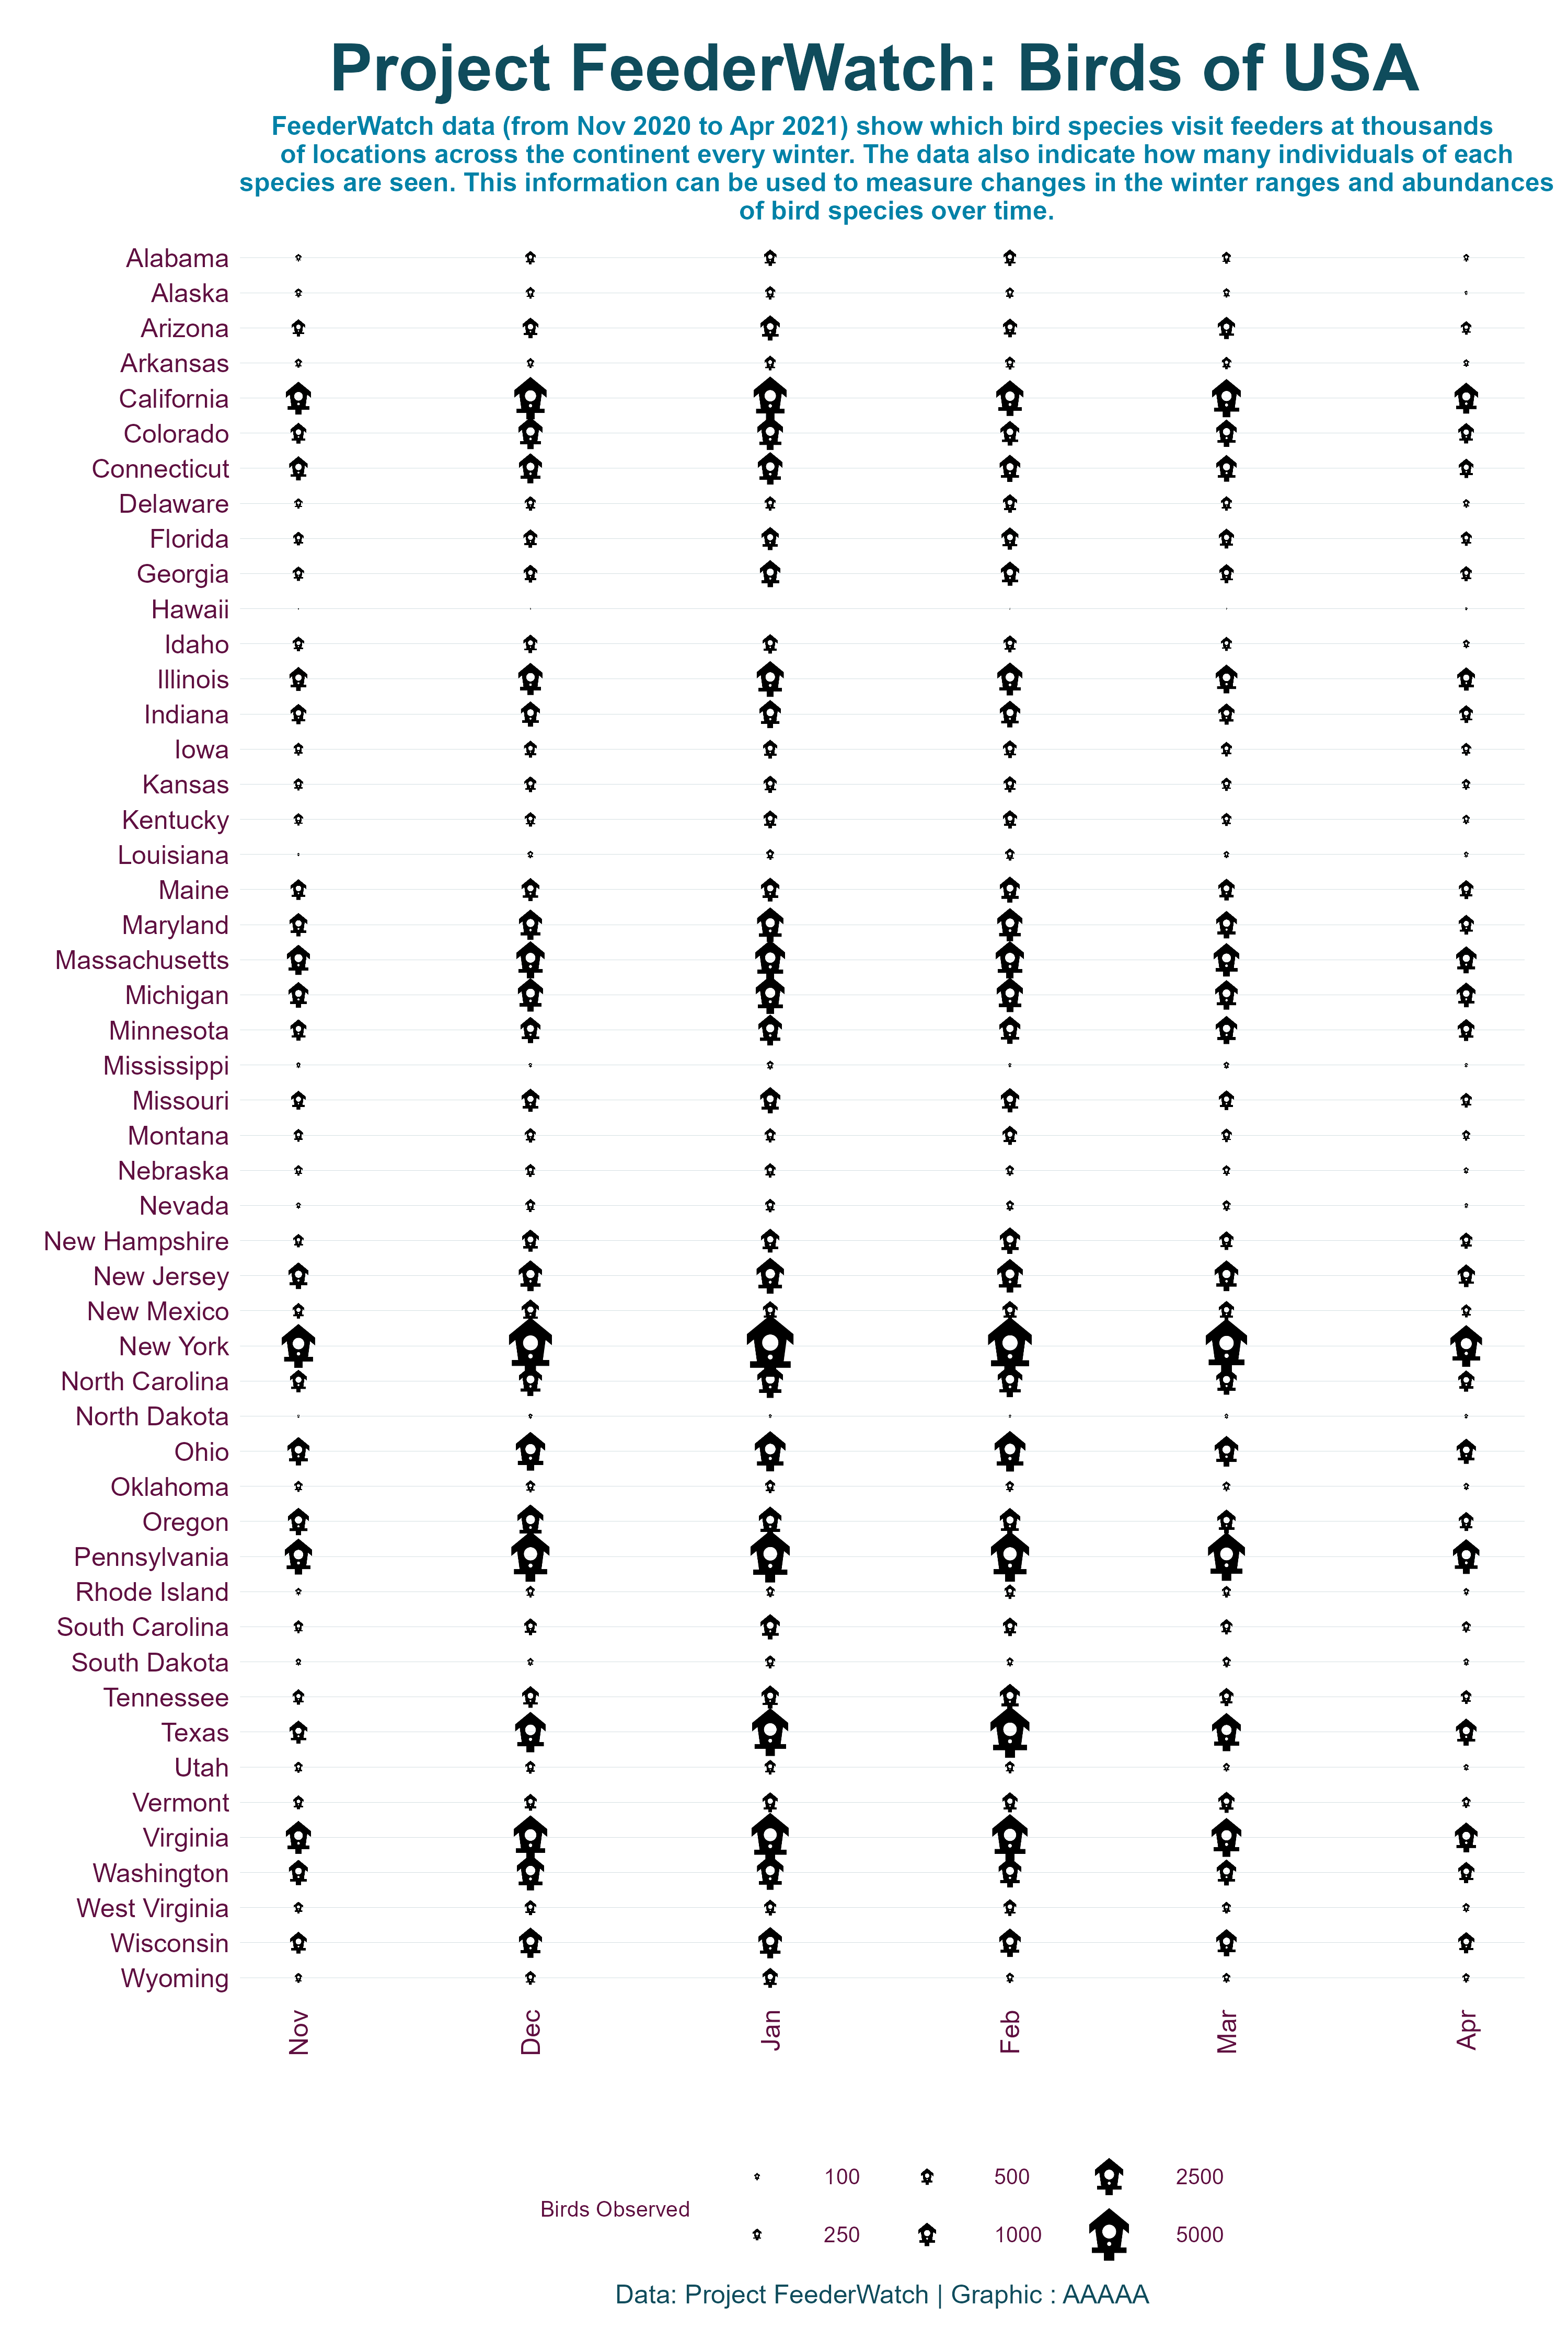 Project FeederWatch: Birds of USA
FeederWatch data (from Nov 2020 to Apr 2021) show which bird species visit feeders at thousands
of locations across the continent every winter. The data also indicate how many individuals of each
species are seen. This information can be used to measure changes in the winter ranges and abundances
of bird species over time.
Alabama
Alaska
Arizona
Arkansas
California
Colorado
Connecticut
Delaware
Florida
Georgia
Hawaii
Idaho
Illinois
Indiana
Iowa
Kansas
Kentucky
Louisiana
Maine
Maryland
Massachusetts
Michigan
Minnesota
Mississippi
Missouri
Montana
Nebraska
Nevada
New Hampshire
New Jersey
New Mexico
New York
North Carolina
North Dakota
Ohio
Oklahoma
Oregon
Pennsylvania
Rhode Island
South Carolina
South Dakota
Tennessee
Texas
Utah
Vermont
Virginia
Washington
West Virginia
Wisconsin
Wyoming
Nov Dec Jan Feb Mar Apr
Birds Observed
100 500 2500
250 1000 5000
Data: Project FeederWatch | Graphic : AAAAA